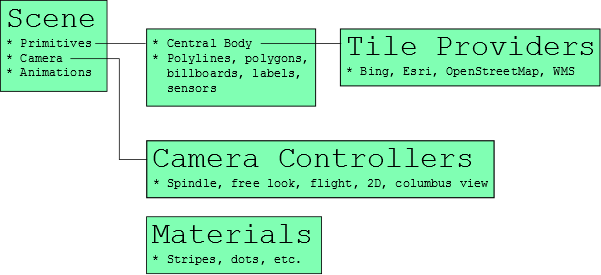 Scene
* Primitives
* Camera
* Animations
* Central Body
* Polylines, polygons,
billboards, labels,
sensors
Tile Providers
* Bing, Esri, OpenStreetMap, WMS
Camera Controllers
* Spindle, free look, flight, 2D, columbus view
Materials
* Stripes, dots, etc.